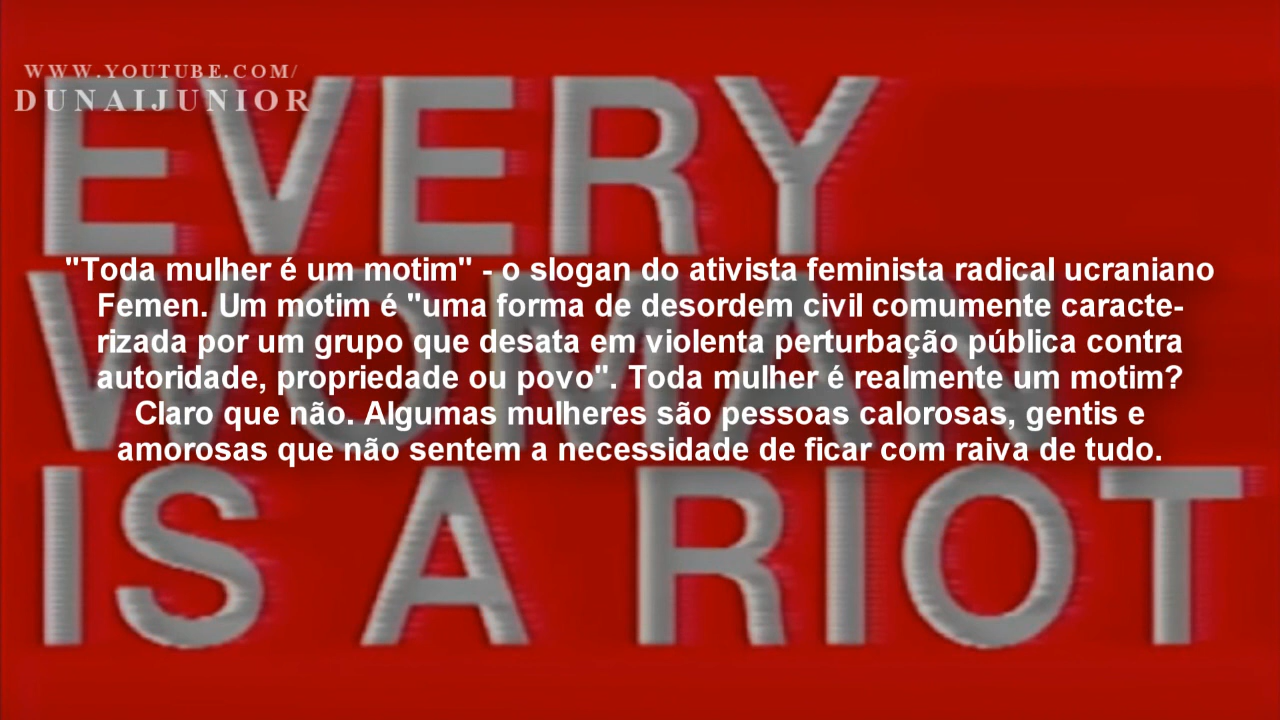 WWW.YOUTUBE.COM/
DUNAIJUNIOR
EVERY
"Toda mulher é um motim" - o slogan do ativista feminista radical ucraniano
Femen. Um motim é "uma forma de desordem civil comumente caracte-
rizada por um grupo que desata em violenta perturbação pública contra
autoridade, propriedade ou povo". Toda mulher é realmente um motim?
Claro que não. Algumas mulheres são pessoas calorosas, gentis e
amorosas que não sentem a necessidade de ficar com raiva de tudo.
WOMAN
IS A RIOT